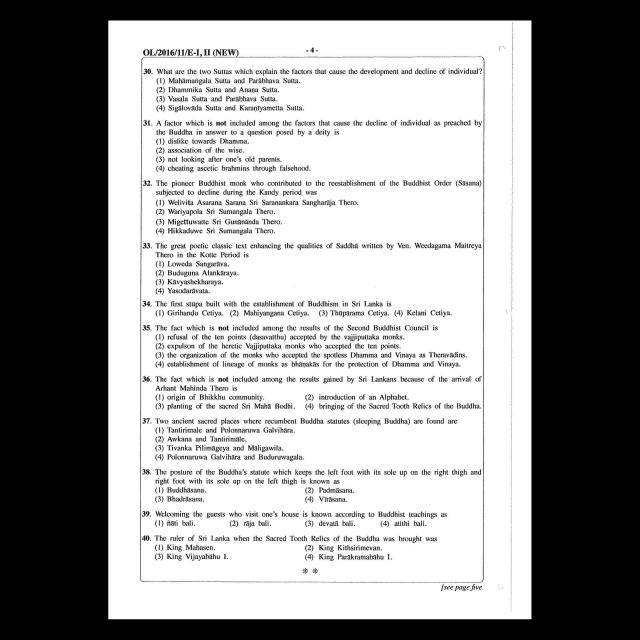 OL/2016/11/E-I, II (NEW)
- 4 -
30. What are the two Suttas which explain the factors that cause the development and decline of individual?
(1) Mahāmaṅgala Sutta and Parābhava Sutta.
(2) Dhammika Sutta and Anaṇa Sutta.
(3) Vasala Sutta and Parābhava Sutta.
(4) Sigālovāda Sutta and Karaṇīyametta Sutta.
31. A factor which is not included among the factors that cause the decline of individual as preached by
the Buddha in answer to a question posed by a deity is
(1) dislike towards Dhamma.
(2) association of the wise.
(3) not looking after one's old parents.
(4) cheating ascetic brahmins through falsehood.
32. The pioneer Buddhist monk who contributed to the reestablishment of the Buddhist Order (Sāsana)
subjected to decline during the Kandy period was
(1) Welivita Asarana Sarana Sri Saranankara Sangharāja Thero.
(2) Wariyapola Sri Sumangala Thero.
(3) Migettuwatte Sri Gunānanda Thero.
(4) Hikkaduwe Sri Sumangala Thero.
33. The great poetic classic text enhancing the qualities of Saddhā written by Ven. Weedagama Maitreya
Thero in the Kotte Period is
(1) Loweda Sangarāva.
(2) Buduguna Alankāraya.
(3) Kāvyashekharaya.
(4) Yasodarāvata.
34. The first stūpa built with the establishment of Buddhism in Sri Lanka is
(1) Girihanḍu Cetiya. (2) Mahiyangana Cetiya. (3) Thūpārama Cetiya. (4) Kelani Cetiya.
35. The fact which is not included among the results of the Second Buddhist Council is
(1) refusal of the ten points (dasavatthu) accepted by the vajjiputtaka monks.
(2) expulson of the heretic Vajjiputtaka monks who accepted the ten points.
(3) the organization of the monks who accepted the spotless Dhamma and Vinaya as Theravādins.
(4) establishment of lineage of monks as bhāṇakās for the protection of Dhamma and Vinaya.
36. The fact which is not included among the results gained by Sri Lankans because of the arrival of
Arhant Mahinda Thero is
(1) origin of Bhikkhu community. (2) introduction of an Alphabet.
(3) planting of the sacred Sri Mahā Bodhi. (4) bringing of the Sacred Tooth Relics of the Buddha.
37. Two ancient sacred places where recumbent Buddha statutes (sleeping Buddha) are found are
(1) Tantirimale and Polonnaruwa Galvihāra.
(2) Awkana and Tantirimāle.
(3) Tivanka Pilimāgeya and Māligawila.
(4) Polonnaruwa Galvihāra and Buduruwagala.
38. The posture of the Buddha's statute which keeps the left foot with its sole up on the right thigh and
right foot with its sole up on the left thigh is known as
(1) Buddhāsana. (2) Padmāsana.
(3) Bhadrāsana. (4) Vīrāsana.
39. Welcoming the guests who visit one's house is known according to Buddhist teachings as
(1) ñāti bali. (2) rāja bali. (3) devatā bali. (4) atithi bali.
40. The ruler of Sri Lanka when the Sacred Tooth Relics of the Buddha was brought was
(1) King Mahasen. (2) King Kithsirimevan.
(3) King Vijayabāhu I. (4) King Parākramabāhu I.
* *
[see page five